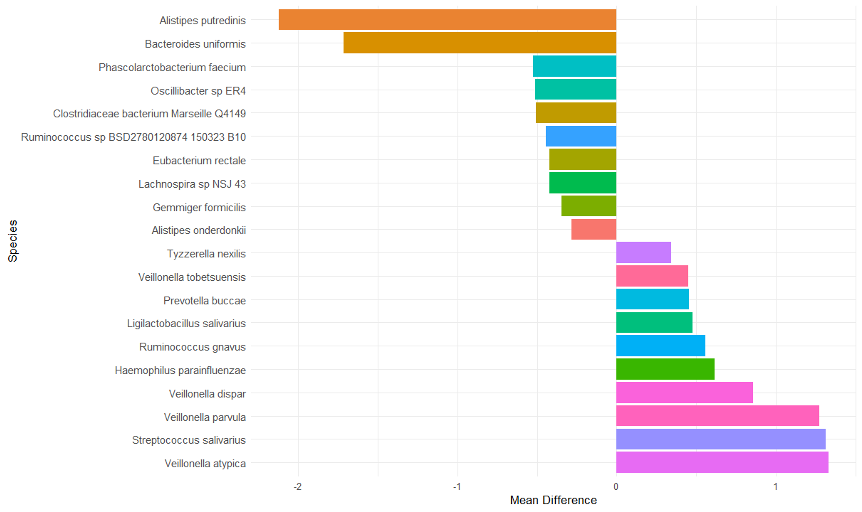 Alistipes putredinis
Bacteroides uniformis
Phascolarctobacterium faecium
Oscillibacter sp ER4
Clostridiaceae bacterium Marseille Q4149
Ruminococcus sp BSD2780120874 150323 B10
Eubacterium rectale
Lachnospira sp NSJ 43
Gemmiger formicilis
Alistipes onderdonkii
Tyzzerella nexilis
Veillonella tobetsuensis
Prevotella buccae
Ligilactobacillus salivarius
Ruminococcus gnavus
Haemophilus parainfluenzae
Veillonella dispar
Veillonella parvula
Streptococcus salivarius
Veillonella atypica
Species
-2 -1 0 1
Mean Difference